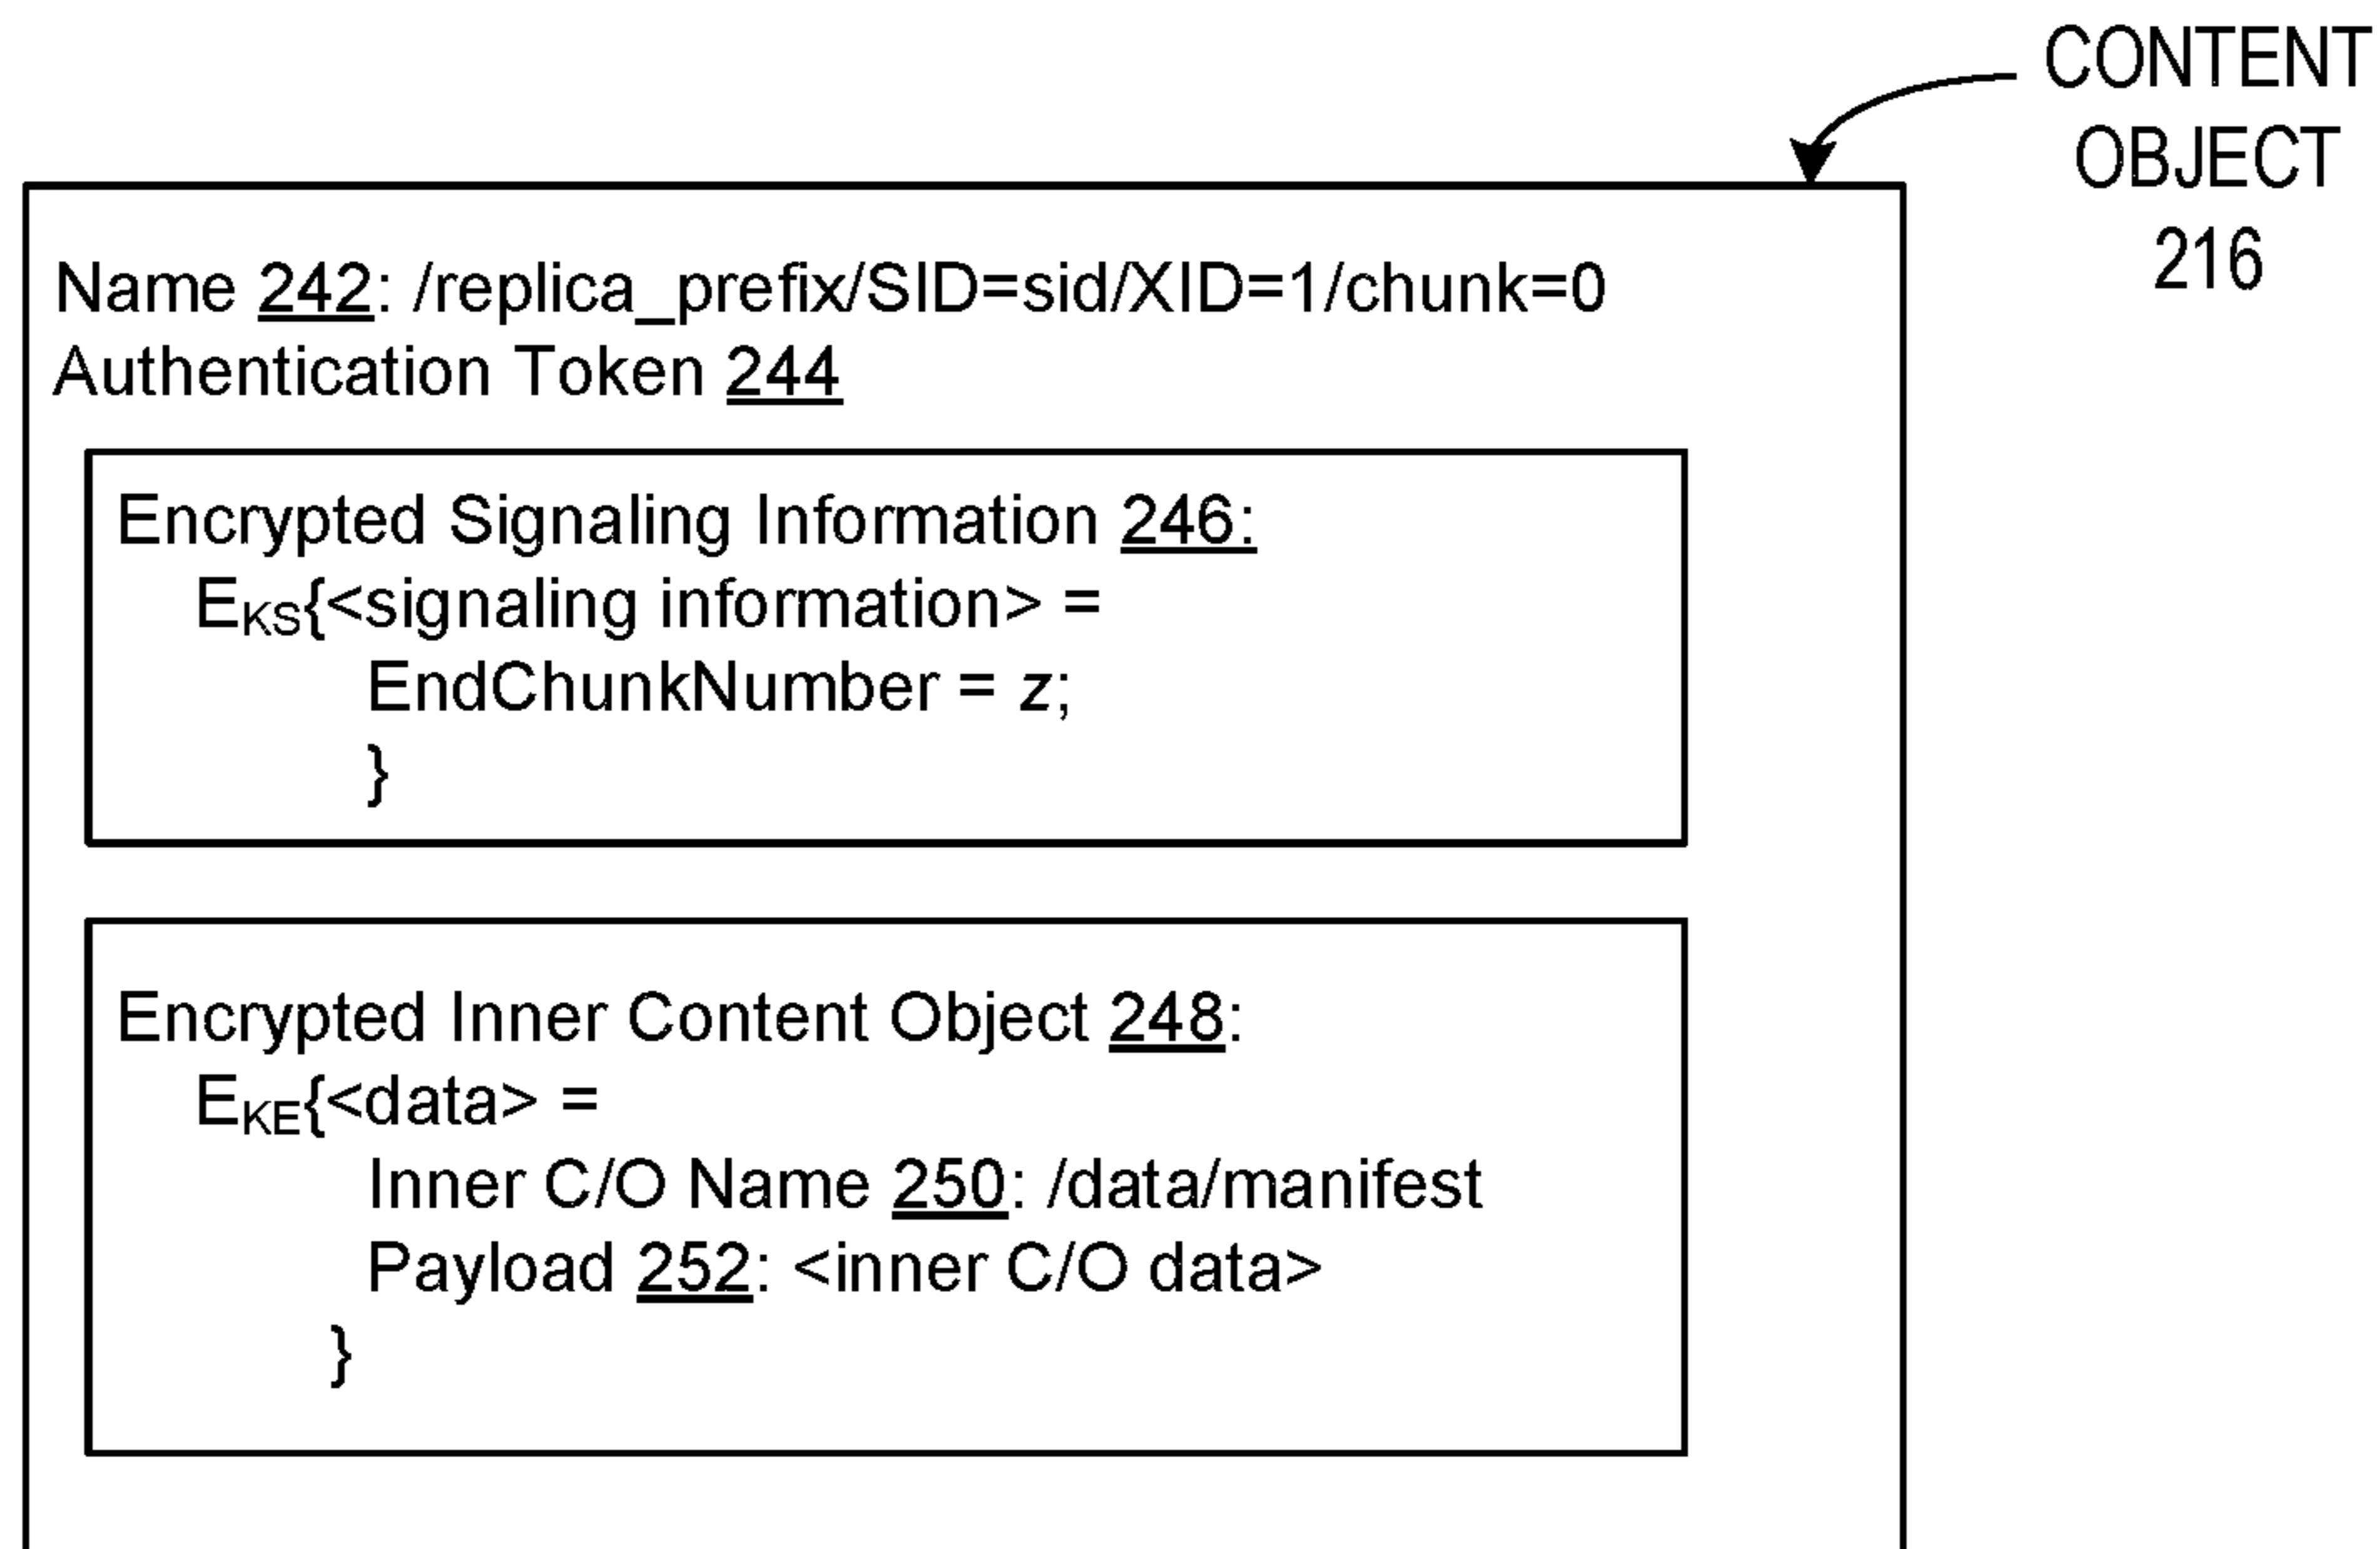 CONTENT
OBJECT
216
Name 242: /replica_prefix/SID=sid/XID=1/chunk=0
Authentication Token 244
Encrypted Signaling Information 246:
EKS{<signaling information> =
EndChunkNumber = z;
}
Encrypted Inner Content Object 248:
EKE{<data> =
Inner C/O Name 250: /data/manifest
Payload 252: <inner C/O data>
}